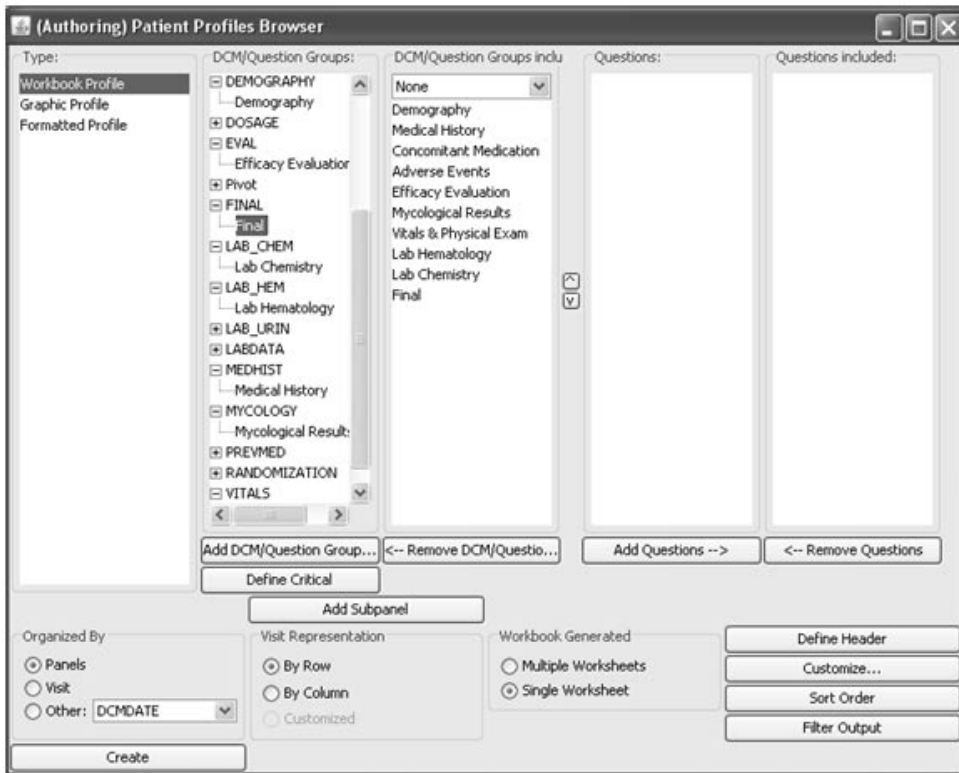 (Authoring) Patient Profiles Browser
Type:
Workbook Profile
Graphic Profile
Formatted Profile
DCM/Question Groups:
DEMOGRAPHY
Demography
DOSAGE
EVAL
Efficacy Evaluation
Pivot
FINAL
Final
LAB_CHEM
Lab Chemistry
LAB_HEM
Lab Hematology
LAB_URIN
LABDATA
MEDHIST
Medical History
MYCOLOGY
Mycological Result
PREVMED
RANDOMIZATION
VITALS
Add DCM/Question Group...
Define Critical
DCM/Question Groups inclu
None
Demography
Medical History
Concomitant Medication
Adverse Events
Efficacy Evaluation
Mycological Results
Vitals & Physical Exam
Lab Hematology
Lab Chemistry
Final
<-- Remove DCM/Questio...
Add Subpanel
Questions:
Add Questions -->
Questions included:
<-- Remove Questions
Organized By
Panels
Visit
Other: DCMDATE
Create
Visit Representation
By Row
By Column
Customized
Workbook Generated
Multiple Worksheets
Single Worksheet
Define Header
Customize...
Sort Order
Filter Output